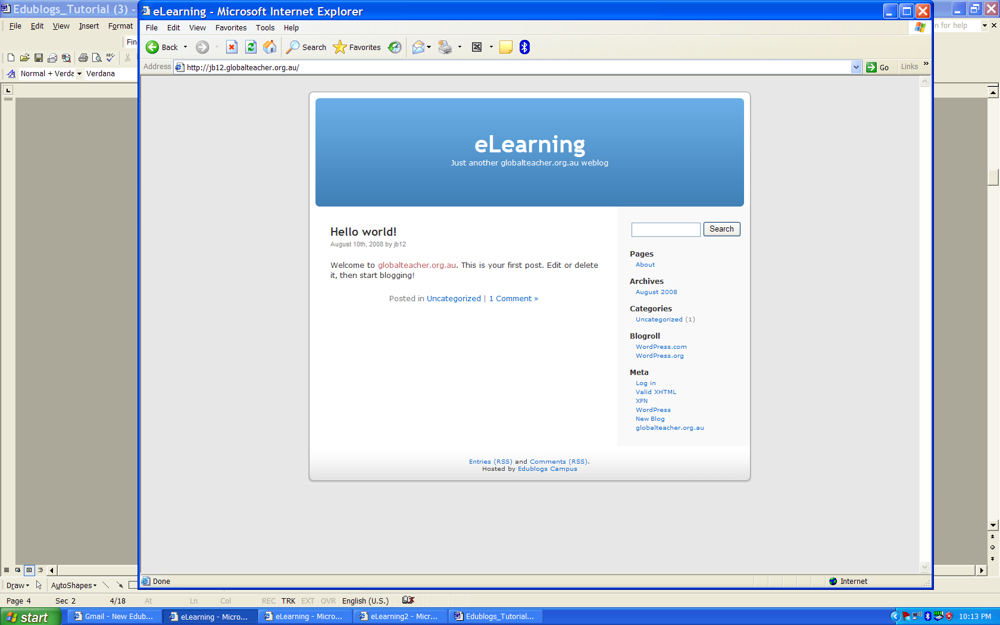 Edublogs_Tutorial (3) -
File Edit View Insert Format
n for help
Fin
Normal + Verda Verdana
eLearning - Microsoft Internet Explorer
File Edit View Favorites Tools Help
Back Search Favorites
Address http://jb12.globalteacher.org.au/ Go Links »
eLearning
Just another globalteacher.org.au weblog
Hello world!
August 10th, 2008 by jb12
Welcome to globalteacher.org.au. This is your first post. Edit or delete
it, then start blogging!
Posted in Uncategorized | 1 Comment »
Search
Pages
About
Archives
August 2008
Categories
Uncategorized (1)
Blogroll
WordPress.com
WordPress.org
Meta
Log in
Valid XHTML
XFN
WordPress
New Blog
globalteacher.org.au
Entries (RSS) and Comments (RSS).
Hosted by Edublogs Campus
Done Internet
Draw AutoShapes
Page 4 Sec 2 4/18 At Ln Col REC TRK EXT OVR English (U.S.)
start Gmail - New Edub... eLearning - Micro... eLearning - Micro... eLearning2 - Micr... Edublogs_Tutorial... 10:13 PM